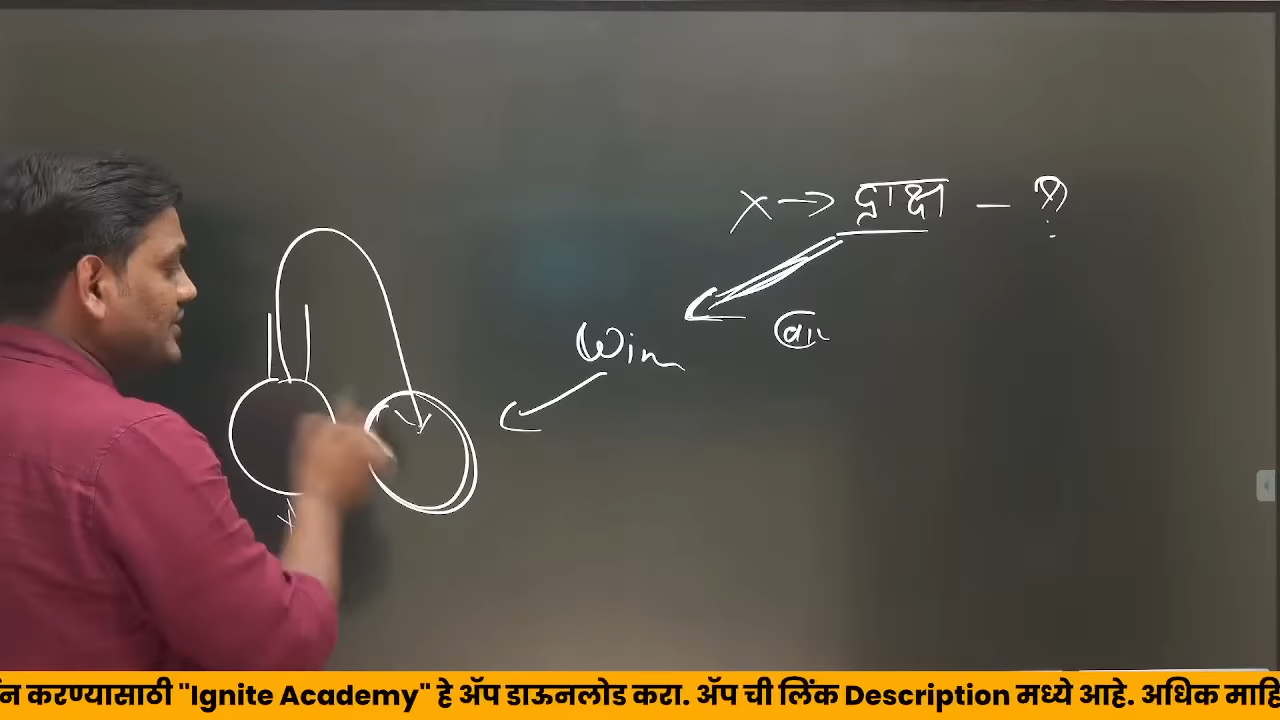 X → द्राक्ष - ?
Win
न करण्यासाठी "Ignite Academy" हे ॲप डाऊनलोड करा. ॲप ची लिंक Description मध्ये आहे. अधिक माहि